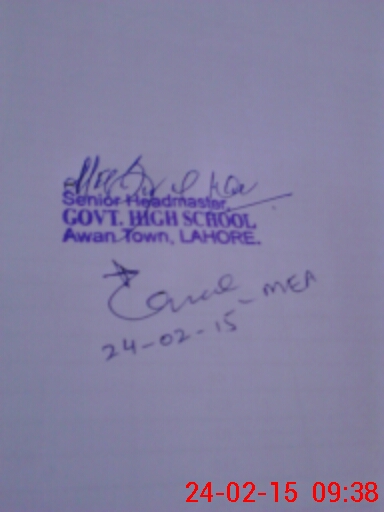 Senior Headmaster
GOVT. HIGH SCHOOL
Awan Town, LAHORE.
MEA
24-02-15
24-02-15 09:38